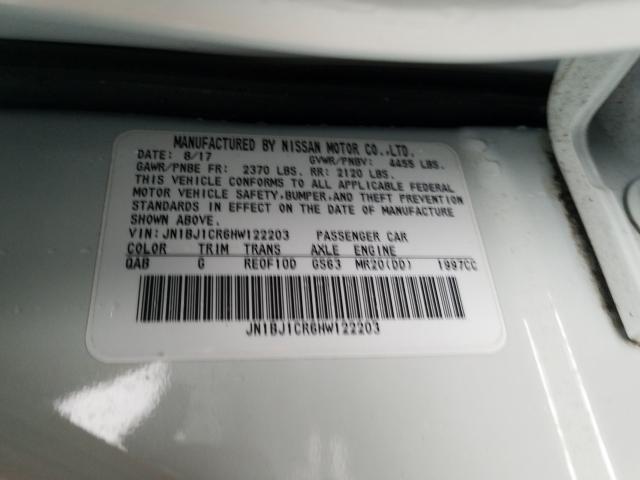 MANUFACTURED BY NISSAN MOTOR CO.,LTD.
DATE: 8/17 GVWR/PNBV: 4455 LBS.
GAWR/PNBE FR: 2370 LBS. RR: 2120 LBS.
THIS VEHICLE CONFORMS TO ALL APPLICABLE FEDERAL
MOTOR VEHICLE SAFETY,BUMPER,AND THEFT PREVENTION
STANDARDS IN EFFECT ON THE DATE OF MANUFACTURE
SHOWN ABOVE.
VIN:JN1BJ1CR6HW122203 PASSENGER CAR
COLOR TRIM TRANS AXLE ENGINE
QAB G RE0F10D GS63 MR20(DD) 1997CC
JN1BJ1CR6HW122203